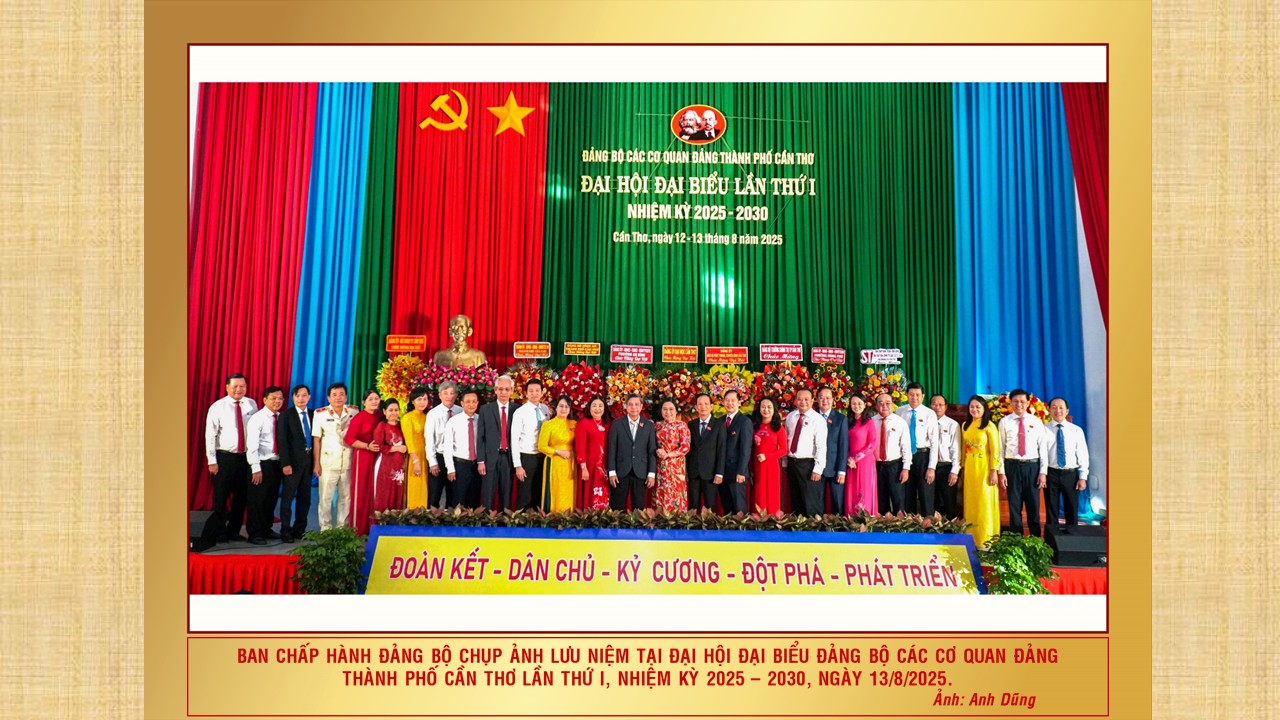 ĐẢNG BỘ CÁC CƠ QUAN ĐẢNG THÀNH PHỐ CẦN THƠ
ĐẠI HỘI ĐẠI BIỂU LẦN THỨ I
NHIỆM KỲ 2025 - 2030
Cần Thơ, ngày 12 - 13 tháng 8 năm 2025
ĐOÀN KẾT - DÂN CHỦ - KỶ CƯƠNG - ĐỘT PHÁ - PHÁT TRIỂN
BAN CHẤP HÀNH ĐẢNG BỘ CHỤP ẢNH LƯU NIỆM TẠI ĐẠI HỘI ĐẠI BIỂU ĐẢNG BỘ CÁC CƠ QUAN ĐẢNG
THÀNH PHỐ CẦN THƠ LẦN THỨ I, NHIỆM KỲ 2025 – 2030, NGÀY 13/8/2025.
Ảnh: Anh Dũng